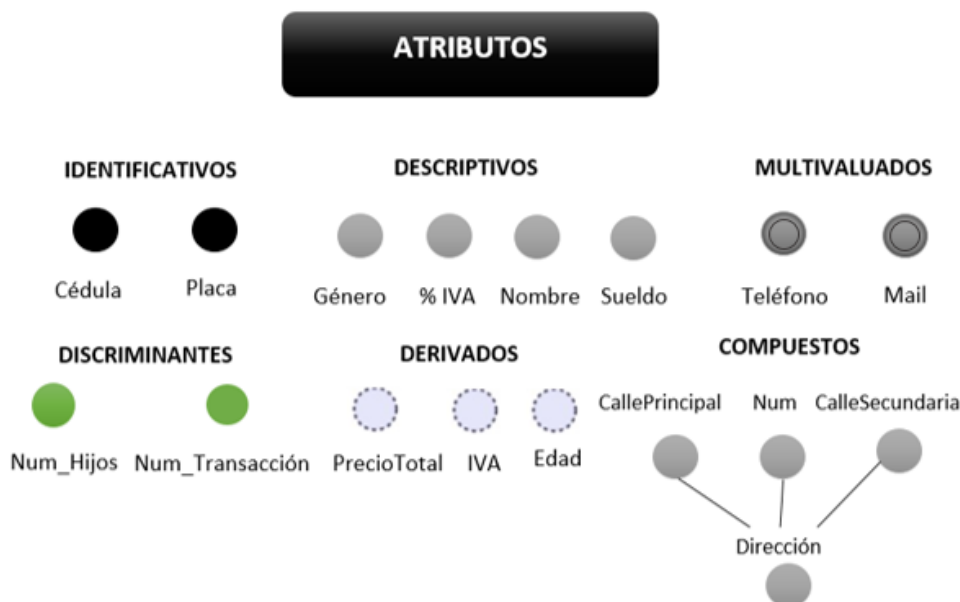 ATRIBUTOS
IDENTIFICATIVOS
Cédula Placa
DESCRIPTIVOS
Género % IVA Nombre Sueldo
MULTIVALUADOS
Teléfono Mail
DISCRIMINANTES
Num_Hijos Num_Transacción
DERIVADOS
PrecioTotal IVA Edad
COMPUESTOS
CallePrincipal Num CalleSecundaria
Dirección